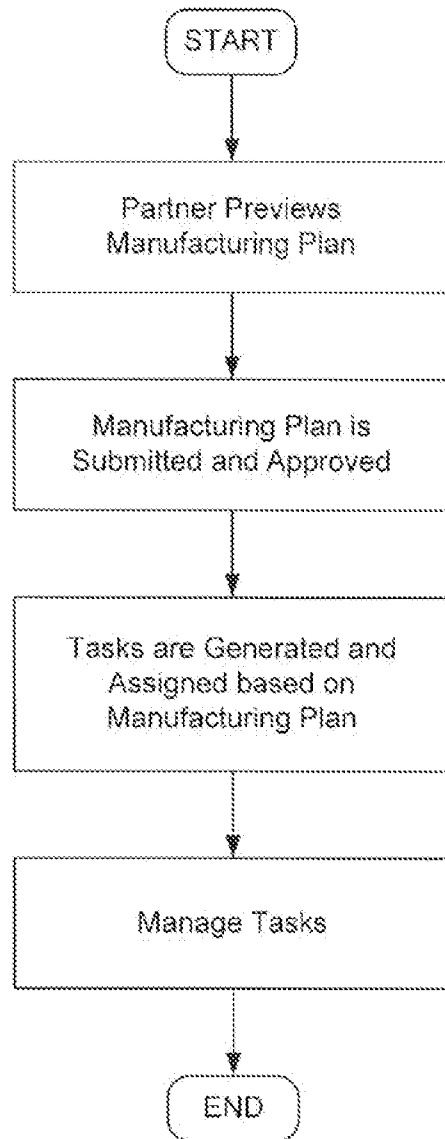 START
Partner Previews
Manufacturing Plan
Manufacturing Plan is
Submitted and Approved
Tasks are Generated and
Assigned based on
Manufacturing Plan
Manage Tasks
END